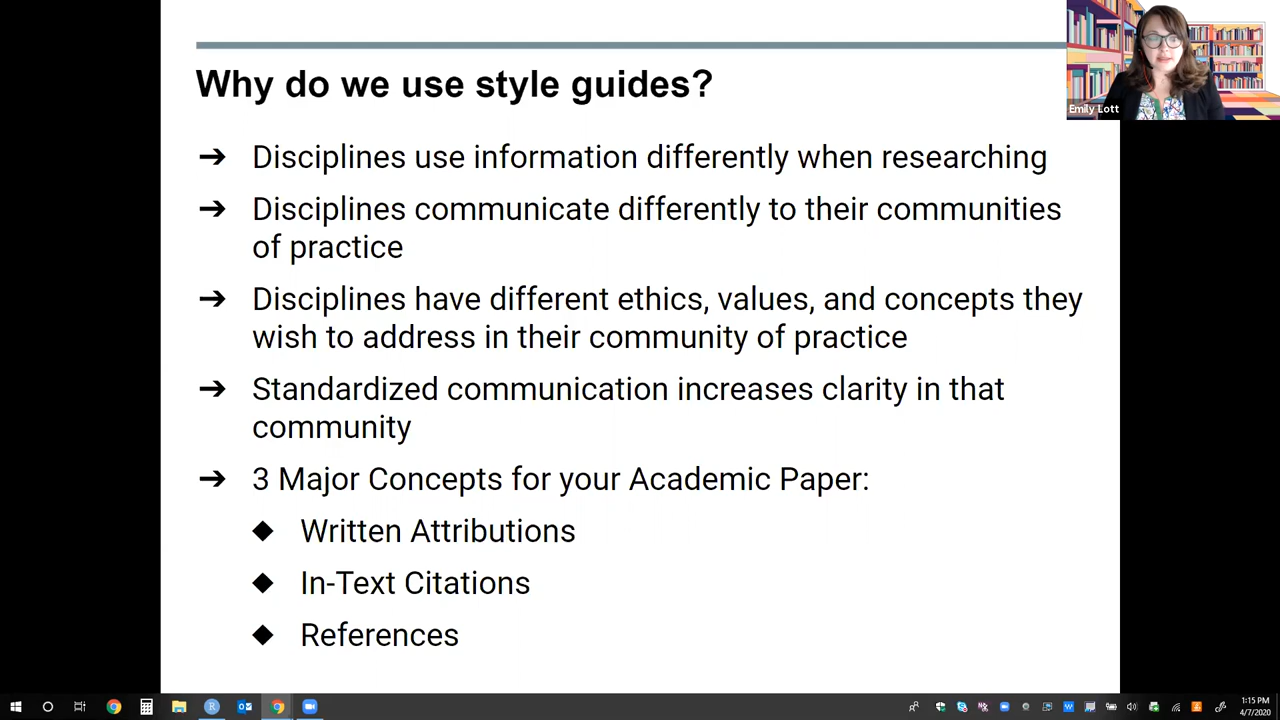 Why do we use style guides?
Emily Lott
➔ Disciplines use information differently when researching
➔ Disciplines communicate differently to their communities
of practice
➔ Disciplines have different ethics, values, and concepts they
wish to address in their community of practice
➔ Standardized communication increases clarity in that
community
➔ 3 Major Concepts for your Academic Paper:
◆ Written Attributions
◆ In-Text Citations
◆ References
1:15 PM
4/7/2020